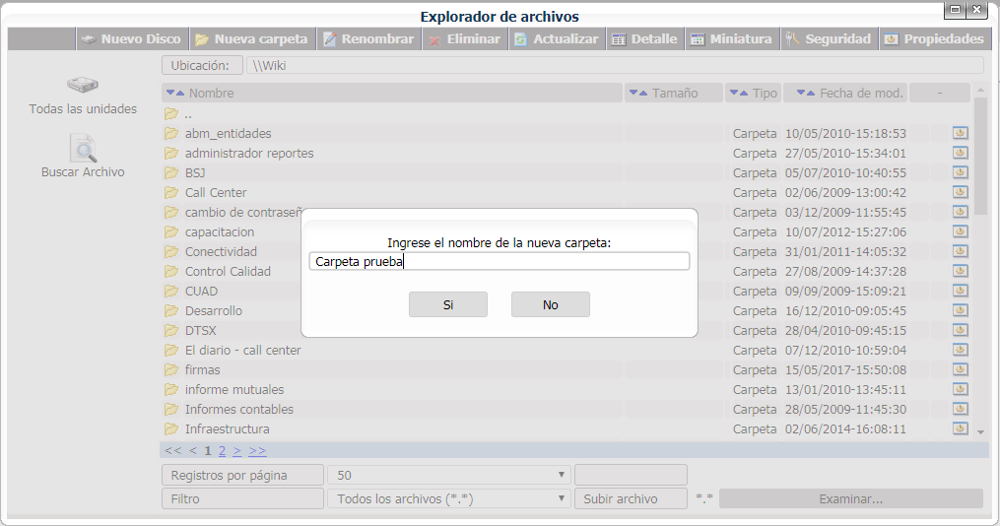 Explorador de archivos
Nuevo Disco Nueva carpeta Renombrar Eliminar Actualizar Detalle Miniatura Seguridad Propiedades
Todas las unidades
Buscar Archivo
Ubicación: \\Wiki
Nombre Tamaño Tipo Fecha de mod. -
..
abm_entidades Carpeta 10/05/2010-15:18:53
administrador reportes Carpeta 27/05/2010-15:34:01
BSJ Carpeta 05/07/2010-10:40:55
Call Center Carpeta 02/06/2009-13:00:42
cambio de contraseñ Carpeta 03/12/2009-11:55:45
capacitacion Carpeta 10/07/2012-15:27:06
Conectividad Carpeta 31/01/2011-14:05:32
Control Calidad Carpeta 27/08/2009-14:37:28
CUAD Carpeta 09/09/2009-15:09:21
Desarrollo Carpeta 16/12/2010-09:05:45
DTSX Carpeta 28/04/2010-09:45:15
El diario - call center Carpeta 07/12/2010-10:59:04
firmas Carpeta 15/05/2017-15:50:08
informe mutuales Carpeta 13/01/2010-13:45:11
Informes contables Carpeta 28/05/2009-11:45:30
Infraestructura Carpeta 02/06/2014-16:08:11
Ingrese el nombre de la nueva carpeta:
Carpeta prueba
Si No
<< < 1 2 > >>
Registros por página 50
Filtro Todos los archivos (*.*) Subir archivo *.* Examinar...